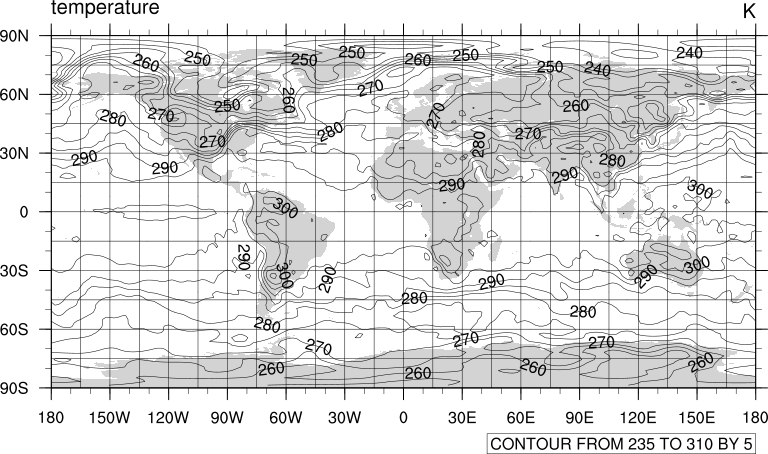 temperature K
90N
60N
30N
0
30S
60S
90S
260 250 250 250 260 250 250 240 240
270 260
280 270 250 260 270 260
270 280 280 270
290 290 290 290 280 300
300
290 300 290 290 290 300
280 280
280 270 270 270
260 260 260 260
180 150W 120W 90W 60W 30W 0 30E 60E 90E 120E 150E 180
CONTOUR FROM 235 TO 310 BY 5